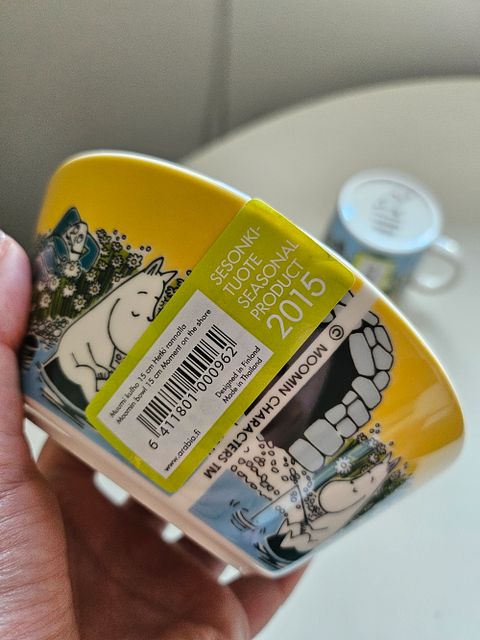 SESONKI-
TUOTE
SEASONAL
PRODUCT
2015
Muumi kulho 15 cm Hetki rannalla
Moomin bowl 15 cm Moment on the shore
6 411801 000962
Designed in Finland
Made in Thailand
www.arabia.fi
© MOOMIN CHARACTERS TM